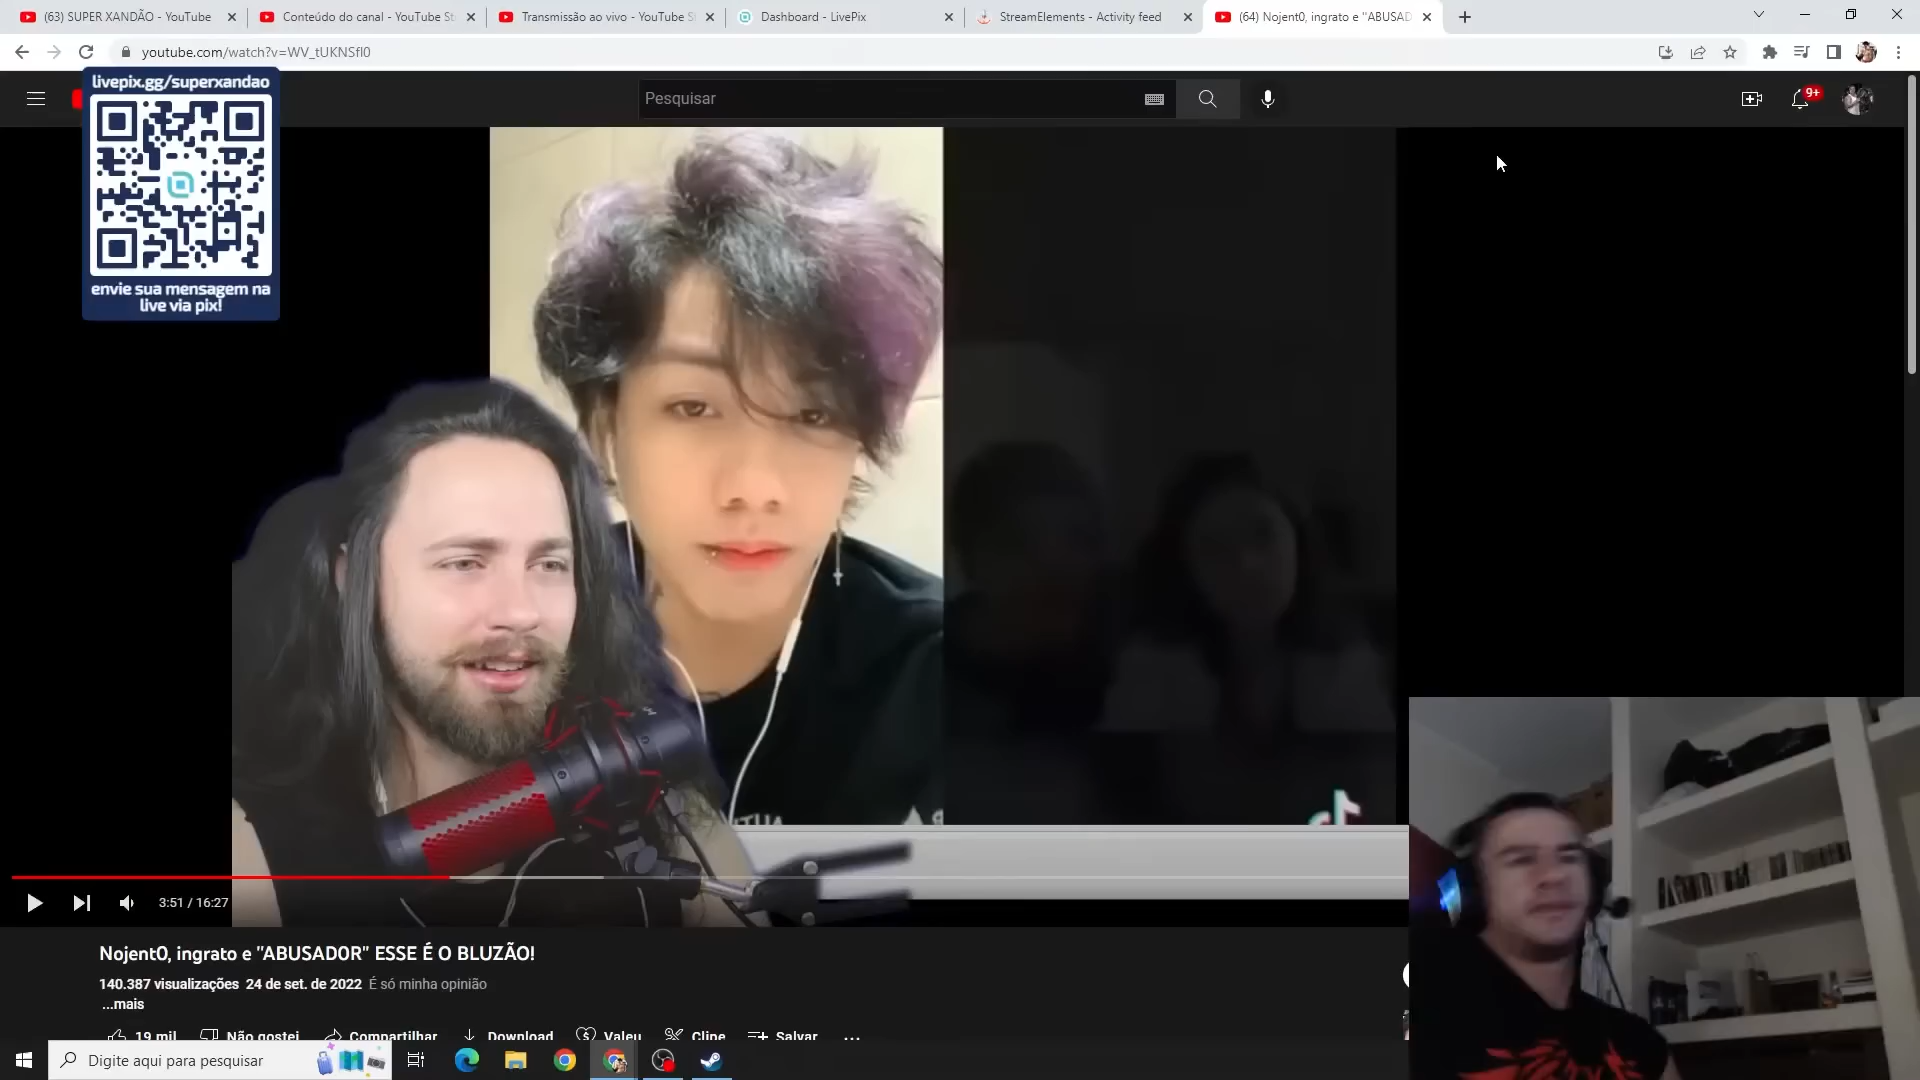 (63) SUPER XANDÃO - YouTube
Conteúdo do canal - YouTube St
Transmissão ao vivo - YouTube S
Dashboard - LivePix
StreamElements - Activity feed
(64) Nojent0, ingrato e "ABUSAD
youtube.com/watch?v=WV_tUKNSfI0
livepix.gg/superxandao
envie sua mensagem na
live via pix!
Pesquisar
9+
3:51 / 16:27
Nojent0, ingrato e "ABUSAD0R" ESSE É O BLUZÃO!
140.387 visualizações 24 de set. de 2022 É só minha opinião
...mais
19 mil Não gostei Compartilhar Download Valeu Clipe Salvar
Digite aqui para pesquisar